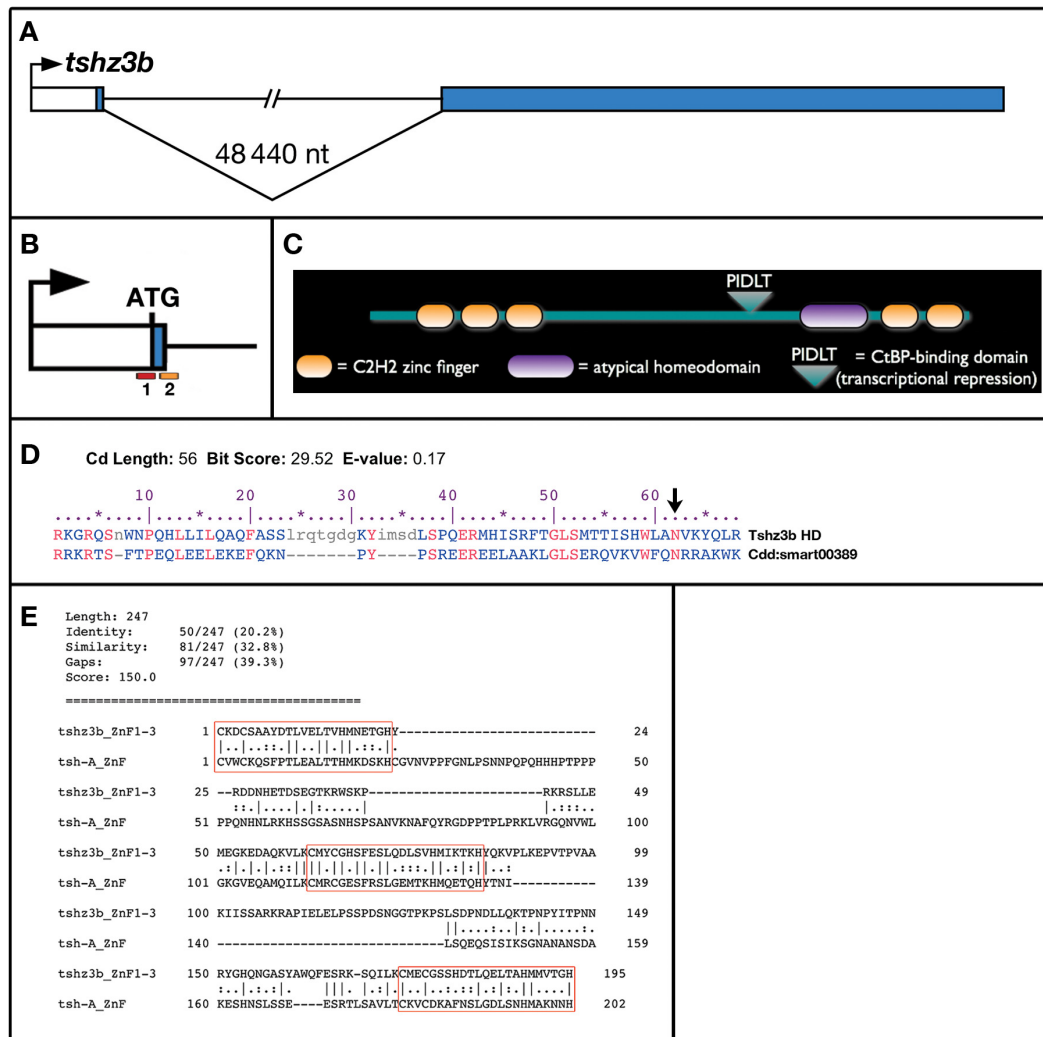 A
tshz3b
48 440 nt
B
ATG
1 2
C
PIDLT
= C2H2 zinc finger
= atypical homeodomain
PIDLT
= CtBP-binding domain
(transcriptional repression)
D
Cd Length: 56 Bit Score: 29.52 E-value: 0.17
10 20 30 40 50 60
RKGRQSnWNPQHLLILQAQFASSlrqtgdgKYimsdLSPQERMHISRFTGLSMTTISHWLANVKYQLR Tshz3b HD
RRKRTS-FTPEQLEELEKEFQKN-------PY----PSREEREELAAKLGLSERQVKVWFQNRRAKWK Cdd:smart00389
E
Length: 247
Identity: 50/247 (20.2%)
Similarity: 81/247 (32.8%)
Gaps: 97/247 (39.3%)
Score: 150.0
=======================================
tshz3b_ZnF1-3 1 CKDCSAAYDTLVELTVHMNETGHY-------------------------- 24
tsh-A_ZnF 1 CVWCKQSFPTLEALTTHMKDSKHCGVNVPPFGNLPSNNPQPQHHHPTPPP 50
tshz3b_ZnF1-3 25 --RDDNHETDSEGTKRWSKP-----------------------RKRSLLE 49
tsh-A_ZnF 51 PPQNHNLRKHSSGSASNHSPSANVKNAFQYRGDPPTPLPRKLVRGQNVWL 100
tshz3b_ZnF1-3 50 MEGKEDAQKVLKCMYCGHSFESLQDLSVHMIKTKHYQKVPLKEPVTPVAA 99
tsh-A_ZnF 101 GKGVEQAMQILKCMRCGESFRSLGEMTKHMQETQHYTNI----------- 139
tshz3b_ZnF1-3 100 KIISSARKRAPIELELPSSPDSNGGTPKPSLSDPNDLLQKTPNPYITPNN 149
tsh-A_ZnF 140 ------------------------------LSQEQSISIKSGNANANSDA 159
tshz3b_ZnF1-3 150 RYGHQNGASYAWQFESRK-SQILKCMECGSSHDTLQELTAHMMVTGH 195
tsh-A_ZnF 160 KESHNSLSSE----ESRTLSAVLTCKVCDKAFNSLGDLSNHMAKNNH 202